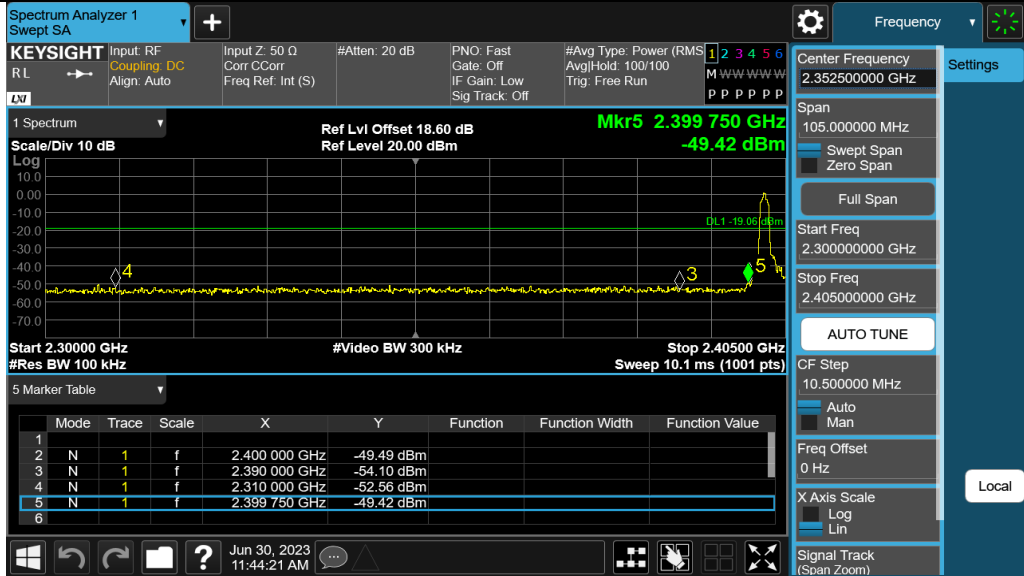 Spectrum Analyzer 1
Swept SA
+
Frequency
KEYSIGHT
R L
LXI
Input: RF
Coupling: DC
Align: Auto
Input Z: 50 Ω
Corr CCorr
Freq Ref: Int (S)
#Atten: 20 dB
PNO: Fast
Gate: Off
IF Gain: Low
Sig Track: Off
#Avg Type: Power (RMS
Avg|Hold: 100/100
Trig: Free Run
1 2 3 4 5 6
M W W W W W
P P P P P P
1 Spectrum
Scale/Div 10 dB
Ref Lvl Offset 18.60 dB
Ref Level 20.00 dBm
Mkr5 2.399 750 GHz
-49.42 dBm
Log
10.0
0.00
-10.0
-20.0
-30.0
-40.0
-50.0
-60.0
-70.0
DL1 -19.06 dBm
4
3
5
Start 2.30000 GHz
#Video BW 300 kHz
Stop 2.40500 GHz
#Res BW 100 kHz
Sweep 10.1 ms (1001 pts)
5 Marker Table
Mode Trace Scale X Y Function Function Width Function Value
1
2 N 1 f 2.400 000 GHz -49.49 dBm
3 N 1 f 2.390 000 GHz -54.10 dBm
4 N 1 f 2.310 000 GHz -52.56 dBm
5 N 1 f 2.399 750 GHz -49.42 dBm
6
?
Jun 30, 2023
11:44:21 AM
Center Frequency
2.352500000 GHz
Span
105.000000 MHz
Swept Span
Zero Span
Full Span
Start Freq
2.300000000 GHz
Stop Freq
2.405000000 GHz
AUTO TUNE
CF Step
10.500000 MHz
Auto
Man
Freq Offset
0 Hz
X Axis Scale
Log
Lin
Signal Track
(Span Zoom)
Settings
Local